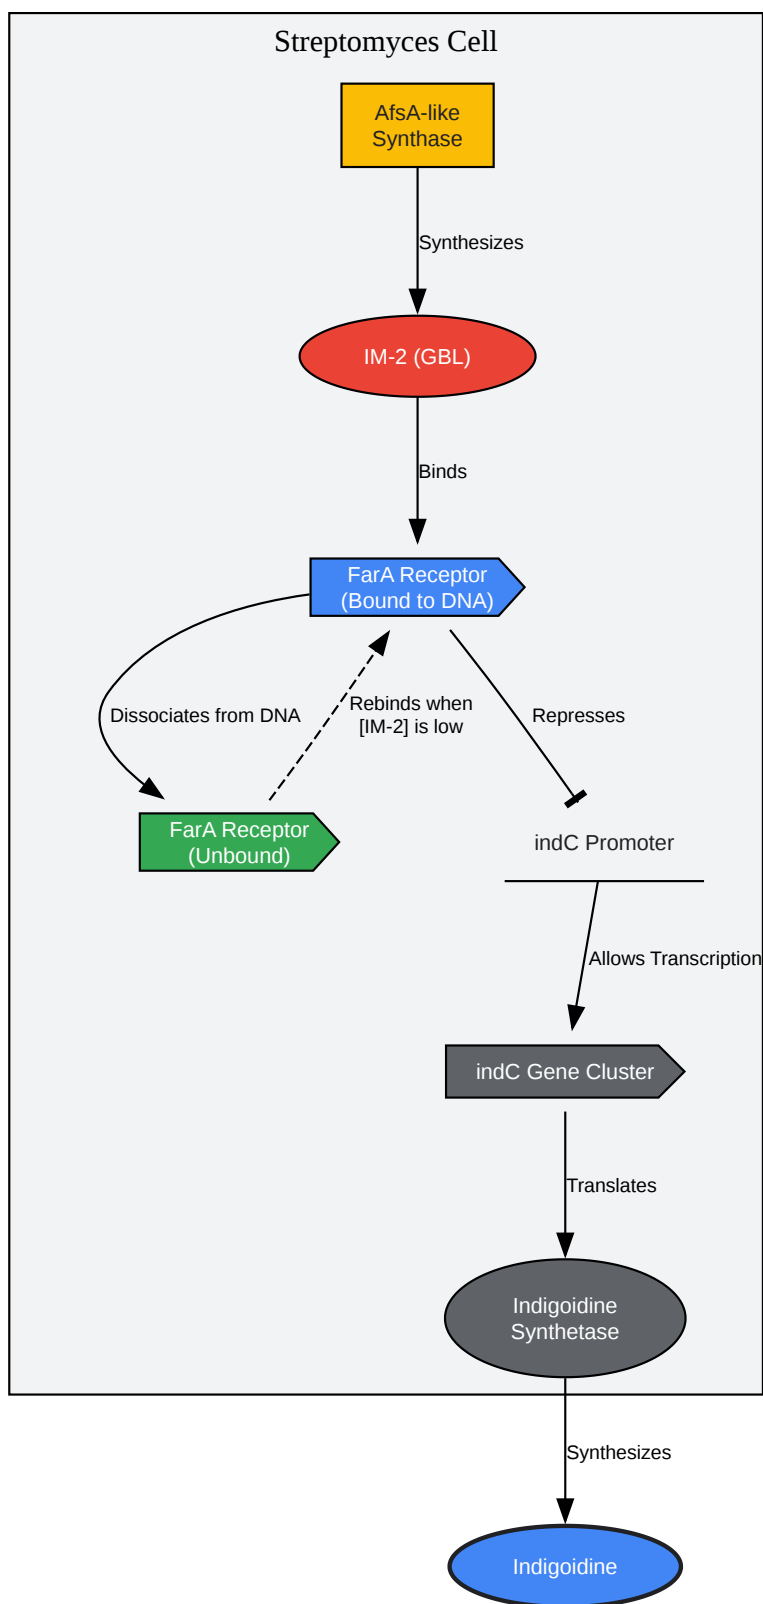 Streptomyces Cell
AfsA-like
Synthase
Synthesizes
IM-2 (GBL)
Binds
FarA Receptor
(Bound to DNA)
Dissociates from DNA
Rebinds when
[IM-2] is low
Represses
FarA Receptor
(Unbound)
indC Promoter
Allows Transcription
indC Gene Cluster
Translates
Indigoidine
Synthetase
Synthesizes
Indigoidine